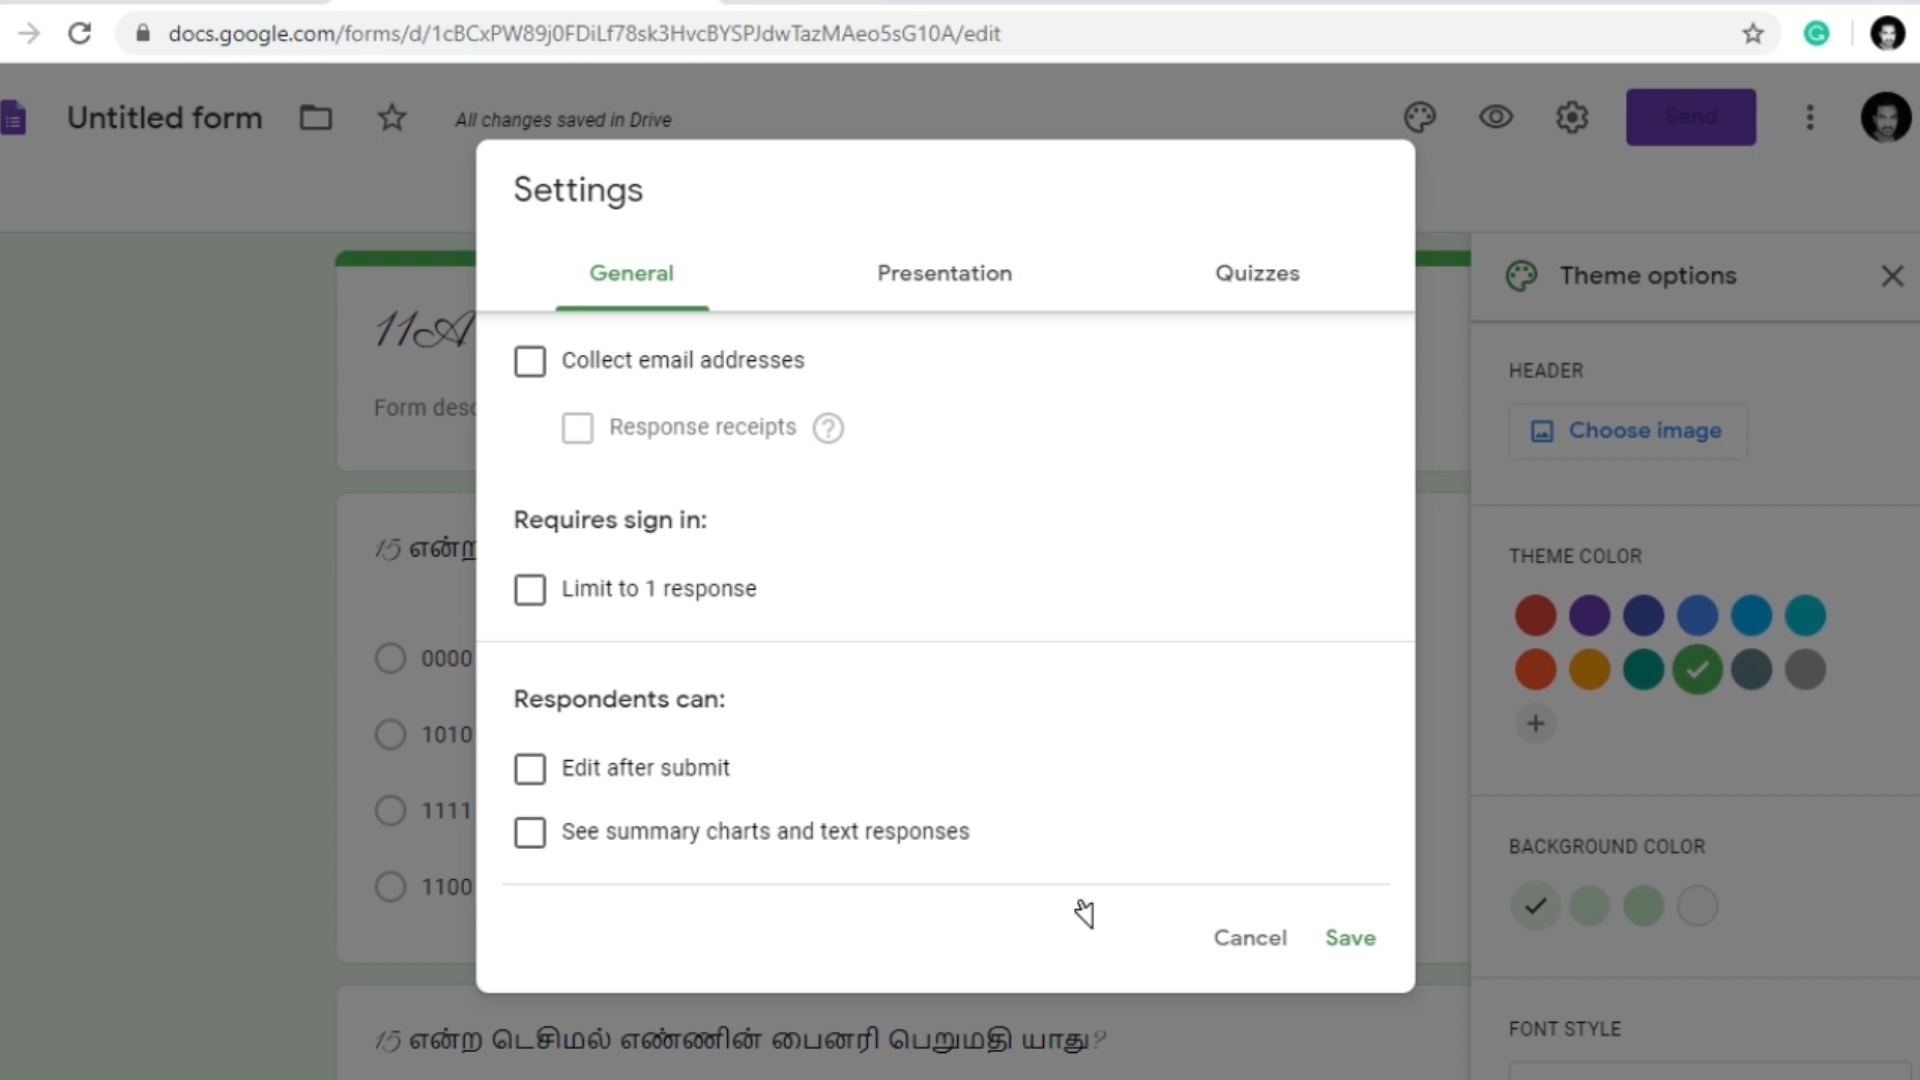 docs.google.com/forms/d/1cBCxPW89j0FDiLf78sk3HvcBYSPJdwTazMAeo5sG10A/edit
Untitled form
All changes saved in Drive
Send
Settings
General
Presentation
Quizzes
Theme options
11A
Collect email addresses
HEADER
Form desc
Response receipts
Choose image
Requires sign in:
15 என்ற
THEME COLOR
Limit to 1 response
0000
Respondents can:
1010
Edit after submit
1111
See summary charts and text responses
BACKGROUND COLOR
1100
Cancel
Save
15 என்ற டெசிமல் எண்ணின் பைனரி பெறுமதி யாது?
FONT STYLE